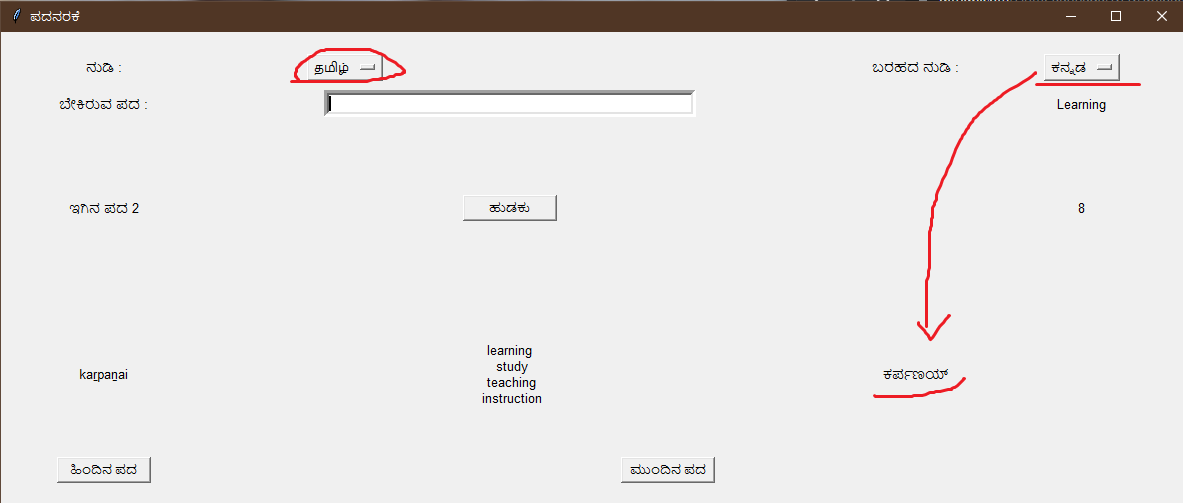 ಪದನರಕೆ
ನುಡಿ : தமிழ் ಬರಹದ ನುಡಿ : ಕನ್ನಡ
ಬೇಕಿರುವ ಪದ : Learning
ಇಗಿನ ಪದ 2 ಹುಡಕು 8
learning
study
kaṟpaṉai teaching ಕರ್ಪಣಯ್
instruction
ಹಿಂದಿನ ಪದ ಮುಂದಿನ ಪದ